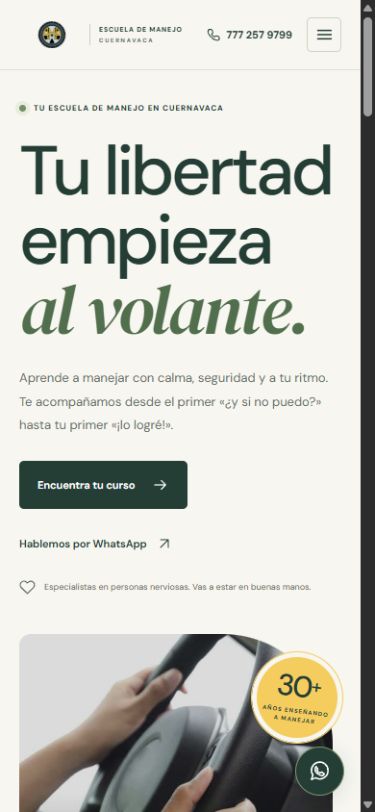 ESCUELA DE MANEJO
CUERNAVACA
777 257 9799
TU ESCUELA DE MANEJO EN CUERNAVACA
Tu libertad
empieza
al volante.
Aprende a manejar con calma, seguridad y a tu ritmo.
Te acompañamos desde el primer «¿y si no puedo?»
hasta tu primer «¡lo logré!».
Encuentra tu curso
Hablemos por WhatsApp
Especialistas en personas nerviosas. Vas a estar en buenas manos.
30+
AÑOS ENSEÑANDO
A MANEJAR